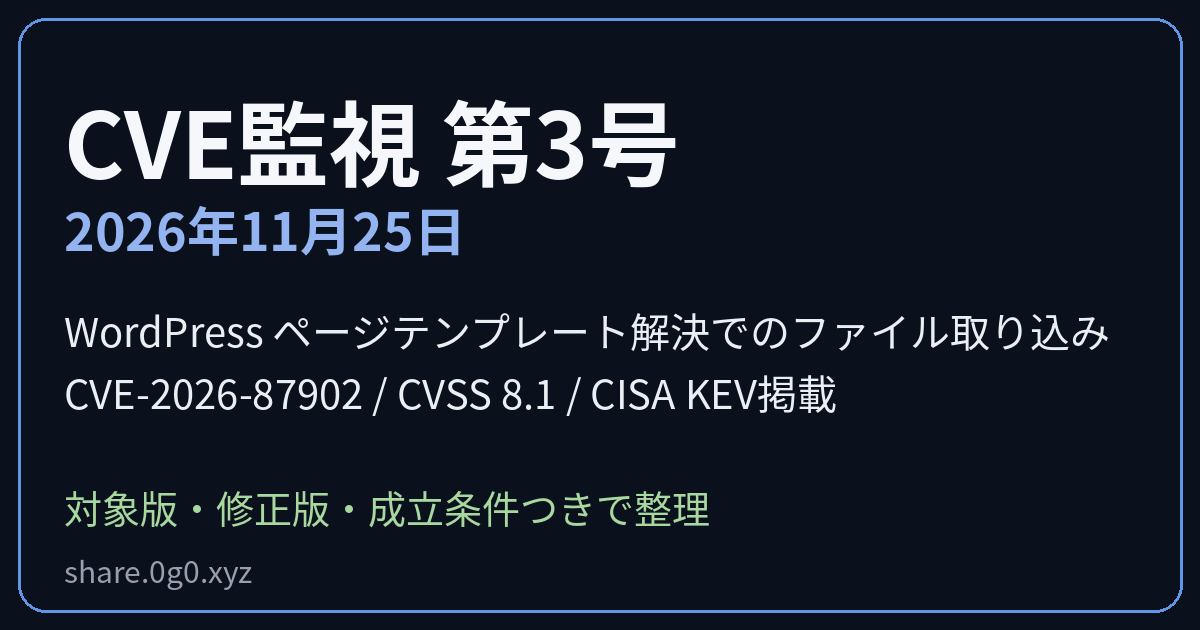 CVE監視 第3号
2026年11月25日
WordPress ページテンプレート解決でのファイル取り込み
CVE-2026-87902 / CVSS 8.1 / CISA KEV掲載
対象版・修正版・成立条件つきで整理
share.0g0.xyz